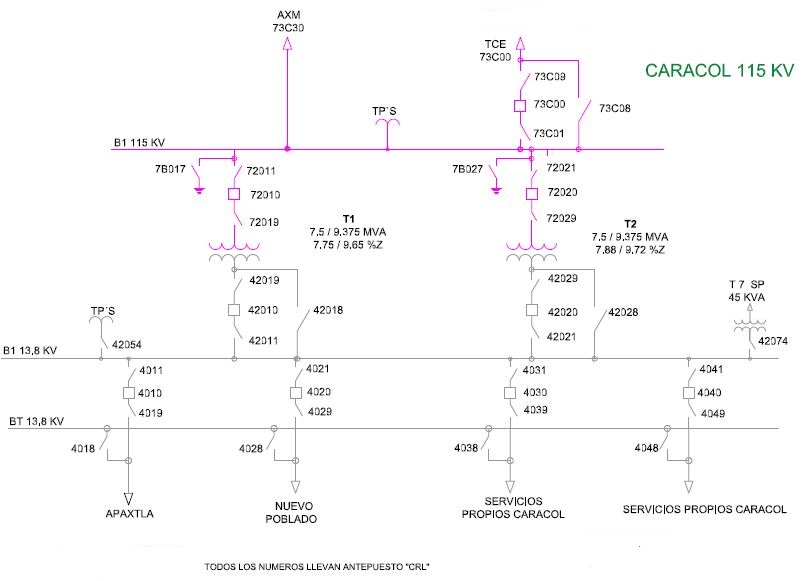 AXM
73C30
TCE
73C00
CARACOL 115 KV
73C09
73C00
73C08
TP´S
73C01
B1 115 KV
7B017
72011
7B027
72021
72010
72020
72019
T1
7.5 / 9.375 MVA
7.75 / 9.65 %Z
72029
T2
7.5 / 9.375 MVA
7.88 / 9.72 %Z
42019
42029
T 7 SP
45 KVA
TP´S
42010
42018
42020
42028
42054
42011
42021
42074
B1 13,8 KV
4011
4021
4031
4041
4010
4020
4030
4040
4019
4029
4039
4049
BT 13,8 KV
4018
4028
4038
4048
APAXTLA
NUEVO
POBLADO
SERVICIOS
PROPIOS CARACOL
SERVICIOS PROPIOS CARACOL
TODOS LOS NUMEROS LLEVAN ANTEPUESTO "CRL"